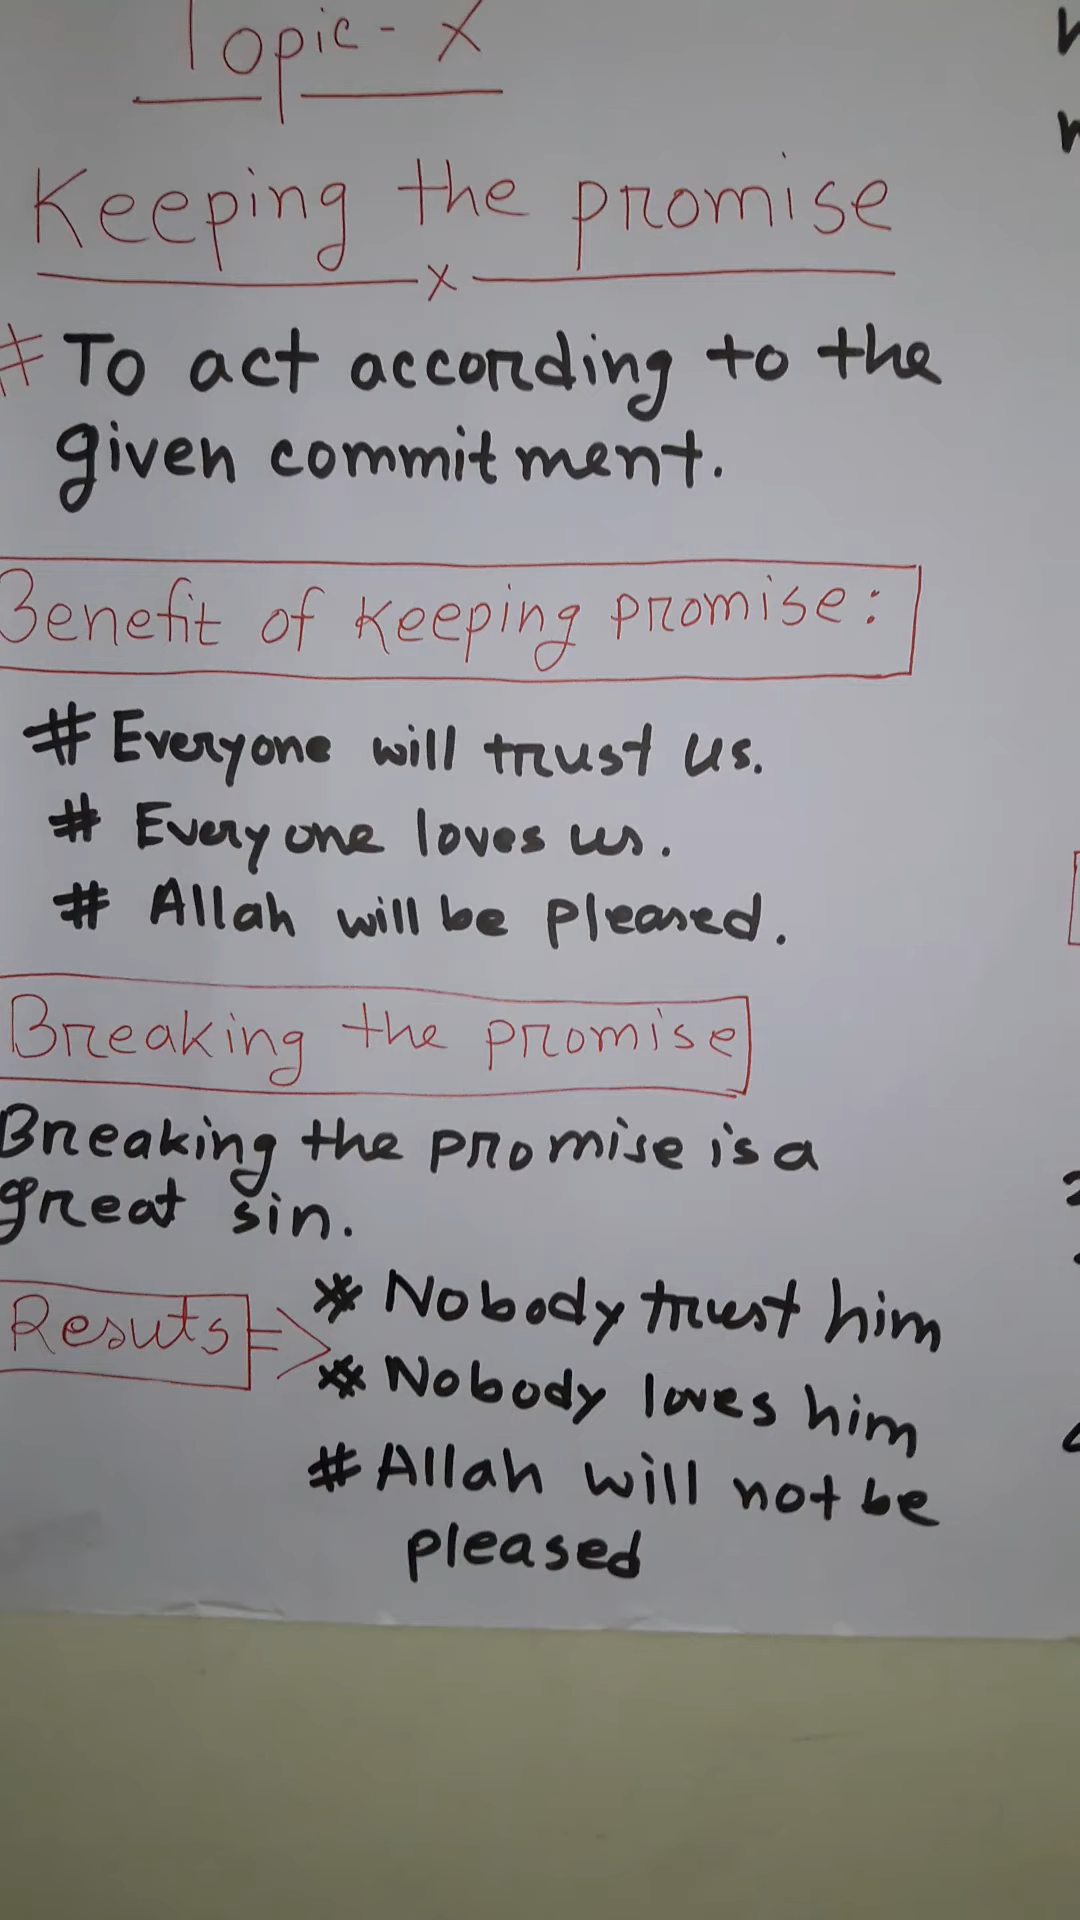 Topic - X
Keeping the promise
x
# To act according to the
given commitment.
Benefit of keeping promise:
# Everyone will trust us.
# Everyone loves us.
# Allah will be pleased.
Breaking the promise
Breaking the promise is a
great sin.
Resuts =>
* Nobody trust him
* Nobody loves him
# Allah will not be
pleased